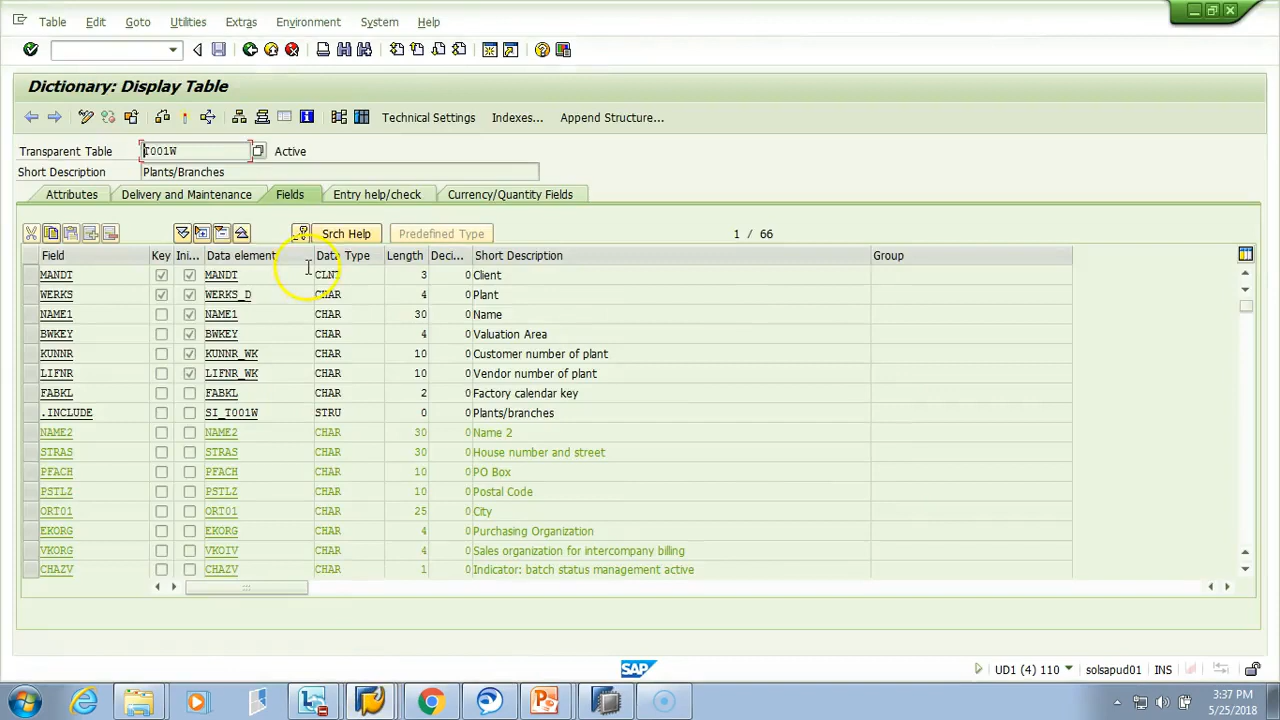 Table Edit Goto Utilities Extras Environment System Help
Dictionary: Display Table
Technical Settings Indexes... Append Structure...
Transparent Table T001W Active
Short Description Plants/Branches
Attributes Delivery and Maintenance Fields Entry help/check Currency/Quantity Fields
Srch Help Predefined Type 1 / 66
Field Key Ini... Data element Data Type Length Deci... Short Description Group
MANDT MANDT CLNT 3 0 Client
WERKS WERKS_D CHAR 4 0 Plant
NAME1 NAME1 CHAR 30 0 Name
BWKEY BWKEY CHAR 4 0 Valuation Area
KUNNR KUNNR_WK CHAR 10 0 Customer number of plant
LIFNR LIFNR_WK CHAR 10 0 Vendor number of plant
FABKL FABKL CHAR 2 0 Factory calendar key
.INCLUDE SI_T001W STRU 0 0 Plants/branches
NAME2 NAME2 CHAR 30 0 Name 2
STRAS STRAS CHAR 30 0 House number and street
PFACH PFACH CHAR 10 0 PO Box
PSTLZ PSTLZ CHAR 10 0 Postal Code
ORT01 ORT01 CHAR 25 0 City
EKORG EKORG CHAR 4 0 Purchasing Organization
VKORG VKOIV CHAR 4 0 Sales organization for intercompany billing
CHAZV CHAZV CHAR 1 0 Indicator: batch status management active
SAP UD1 (4) 110 solsapud01 INS
3:37 PM
5/25/2018